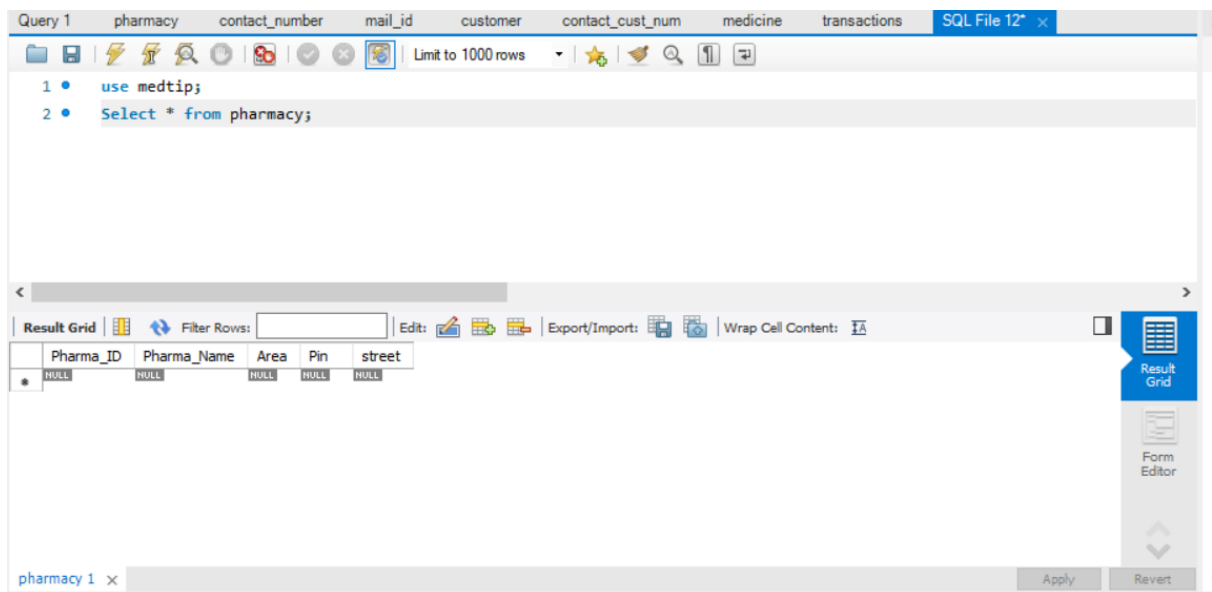 Query 1 pharmacy contact_number mail_id customer contact_cust_num medicine transactions SQL File 12*
Limit to 1000 rows
1 use medtip;
2 Select * from pharmacy;
Result Grid Filter Rows: Edit: Export/Import: Wrap Cell Content:
Pharma_ID Pharma_Name Area Pin street
NULL NULL NULL NULL NULL
Result
Grid
Form
Editor
pharmacy 1 Apply Revert